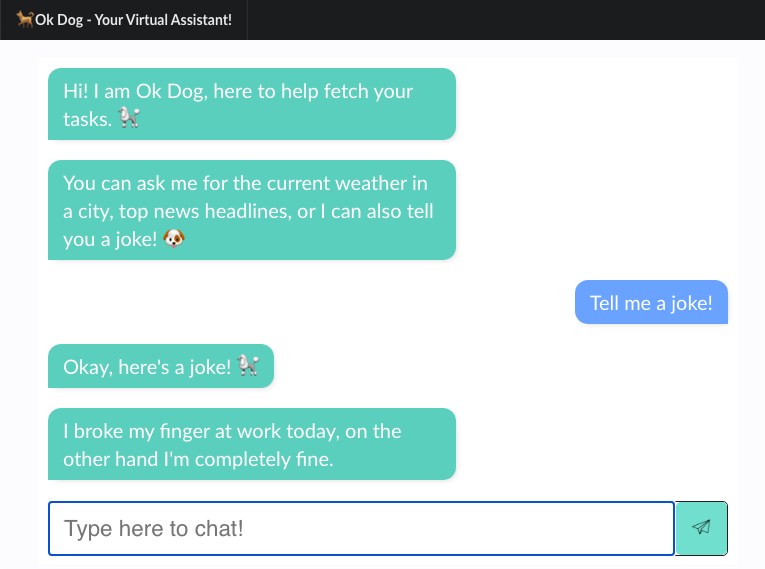 Ok Dog - Your Virtual Assistant!
Hi! I am Ok Dog, here to help fetch your
tasks. 🐩
You can ask me for the current weather in
a city, top news headlines, or I can also tell
you a joke! 🐶
Tell me a joke!
Okay, here's a joke! 🐩
I broke my finger at work today, on the
other hand I'm completely fine.
Type here to chat!